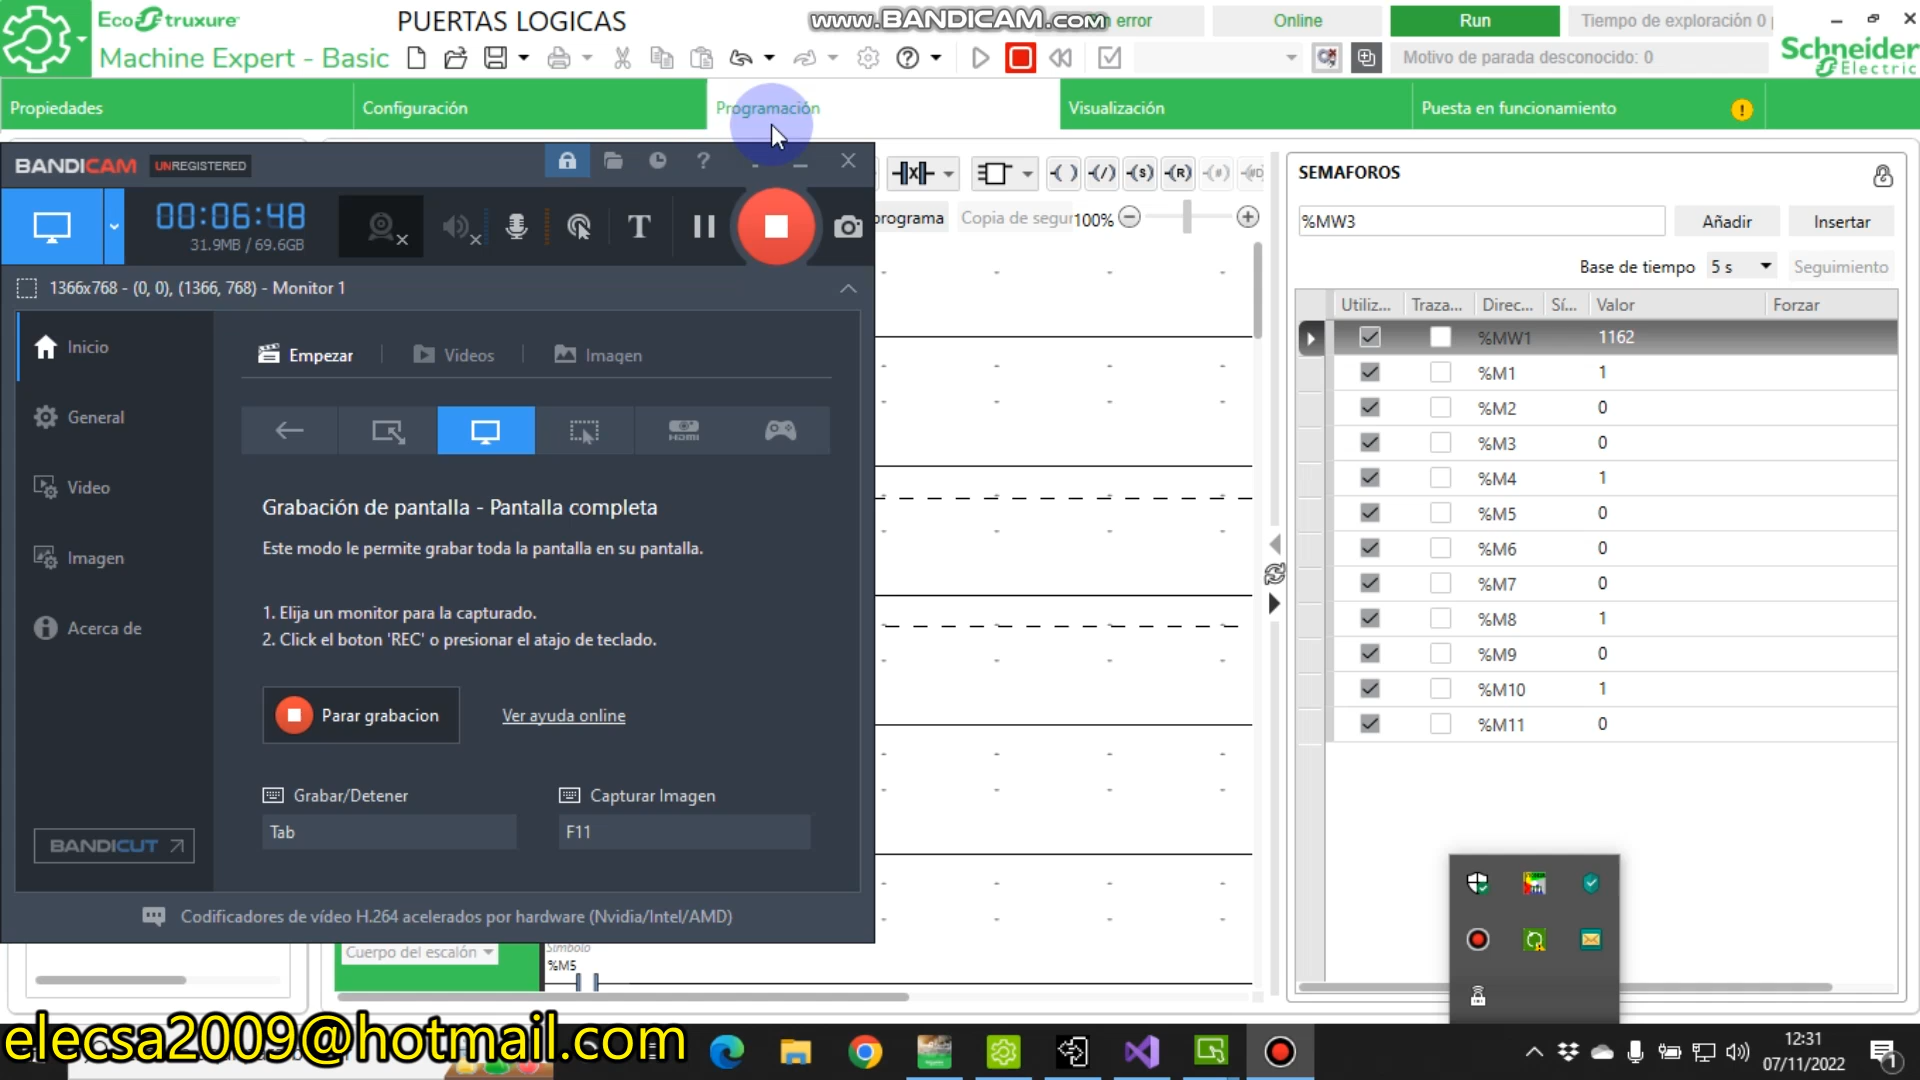 EcoStruxure
Machine Expert - Basic
PUERTAS LOGICAS
www.BANDICAM.com
error
Online
Run
Tiempo de exploración 0
Motivo de parada desconocido: 0
Schneider
Electric
Propiedades
Configuración
Programación
Visualización
Puesta en funcionamiento
BANDICAM
UNREGISTERED
00:06:48
31.9MB / 69.6GB
1366x768 - (0, 0), (1366, 768) - Monitor 1
Inicio
General
Video
Imagen
Acerca de
BANDICUT
Empezar
Videos
Imagen
HDMI
Grabación de pantalla - Pantalla completa
Este modo le permite grabar toda la pantalla en su pantalla.
1. Elija un monitor para la capturado.
2. Click el boton 'REC' o presionar el atajo de teclado.
Parar grabacion
Ver ayuda online
Grabar/Detener
Tab
Capturar Imagen
F11
Codificadores de vídeo H.264 acelerados por hardware (Nvidia/Intel/AMD)
programa
Copia de segur
100%
Cuerpo del escalón
Símbolo
%M5
SEMAFOROS
%MW3
Añadir
Insertar
Base de tiempo
5 s
Seguimiento
Utiliz... Traza... Direc... Sí... Valor Forzar
%MW1 1162
%M1 1
%M2 0
%M3 0
%M4 1
%M5 0
%M6 0
%M7 0
%M8 1
%M9 0
%M10 1
%M11 0
elecsa2009@hotmail.com
12:31
07/11/2022
1